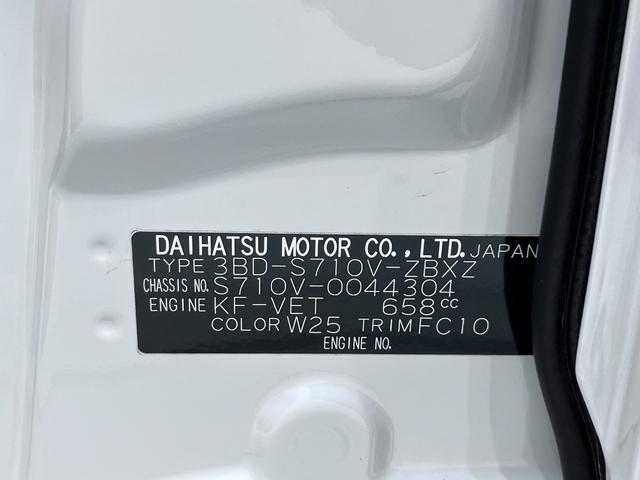 DAIHATSU MOTOR CO., LTD. JAPAN
TYPE 3BD-S710V-ZBXZ
CHASSIS NO. S710V-0044304
ENGINE KF-VET 658cc
COLOR W25 TRIM FC10
ENGINE NO.